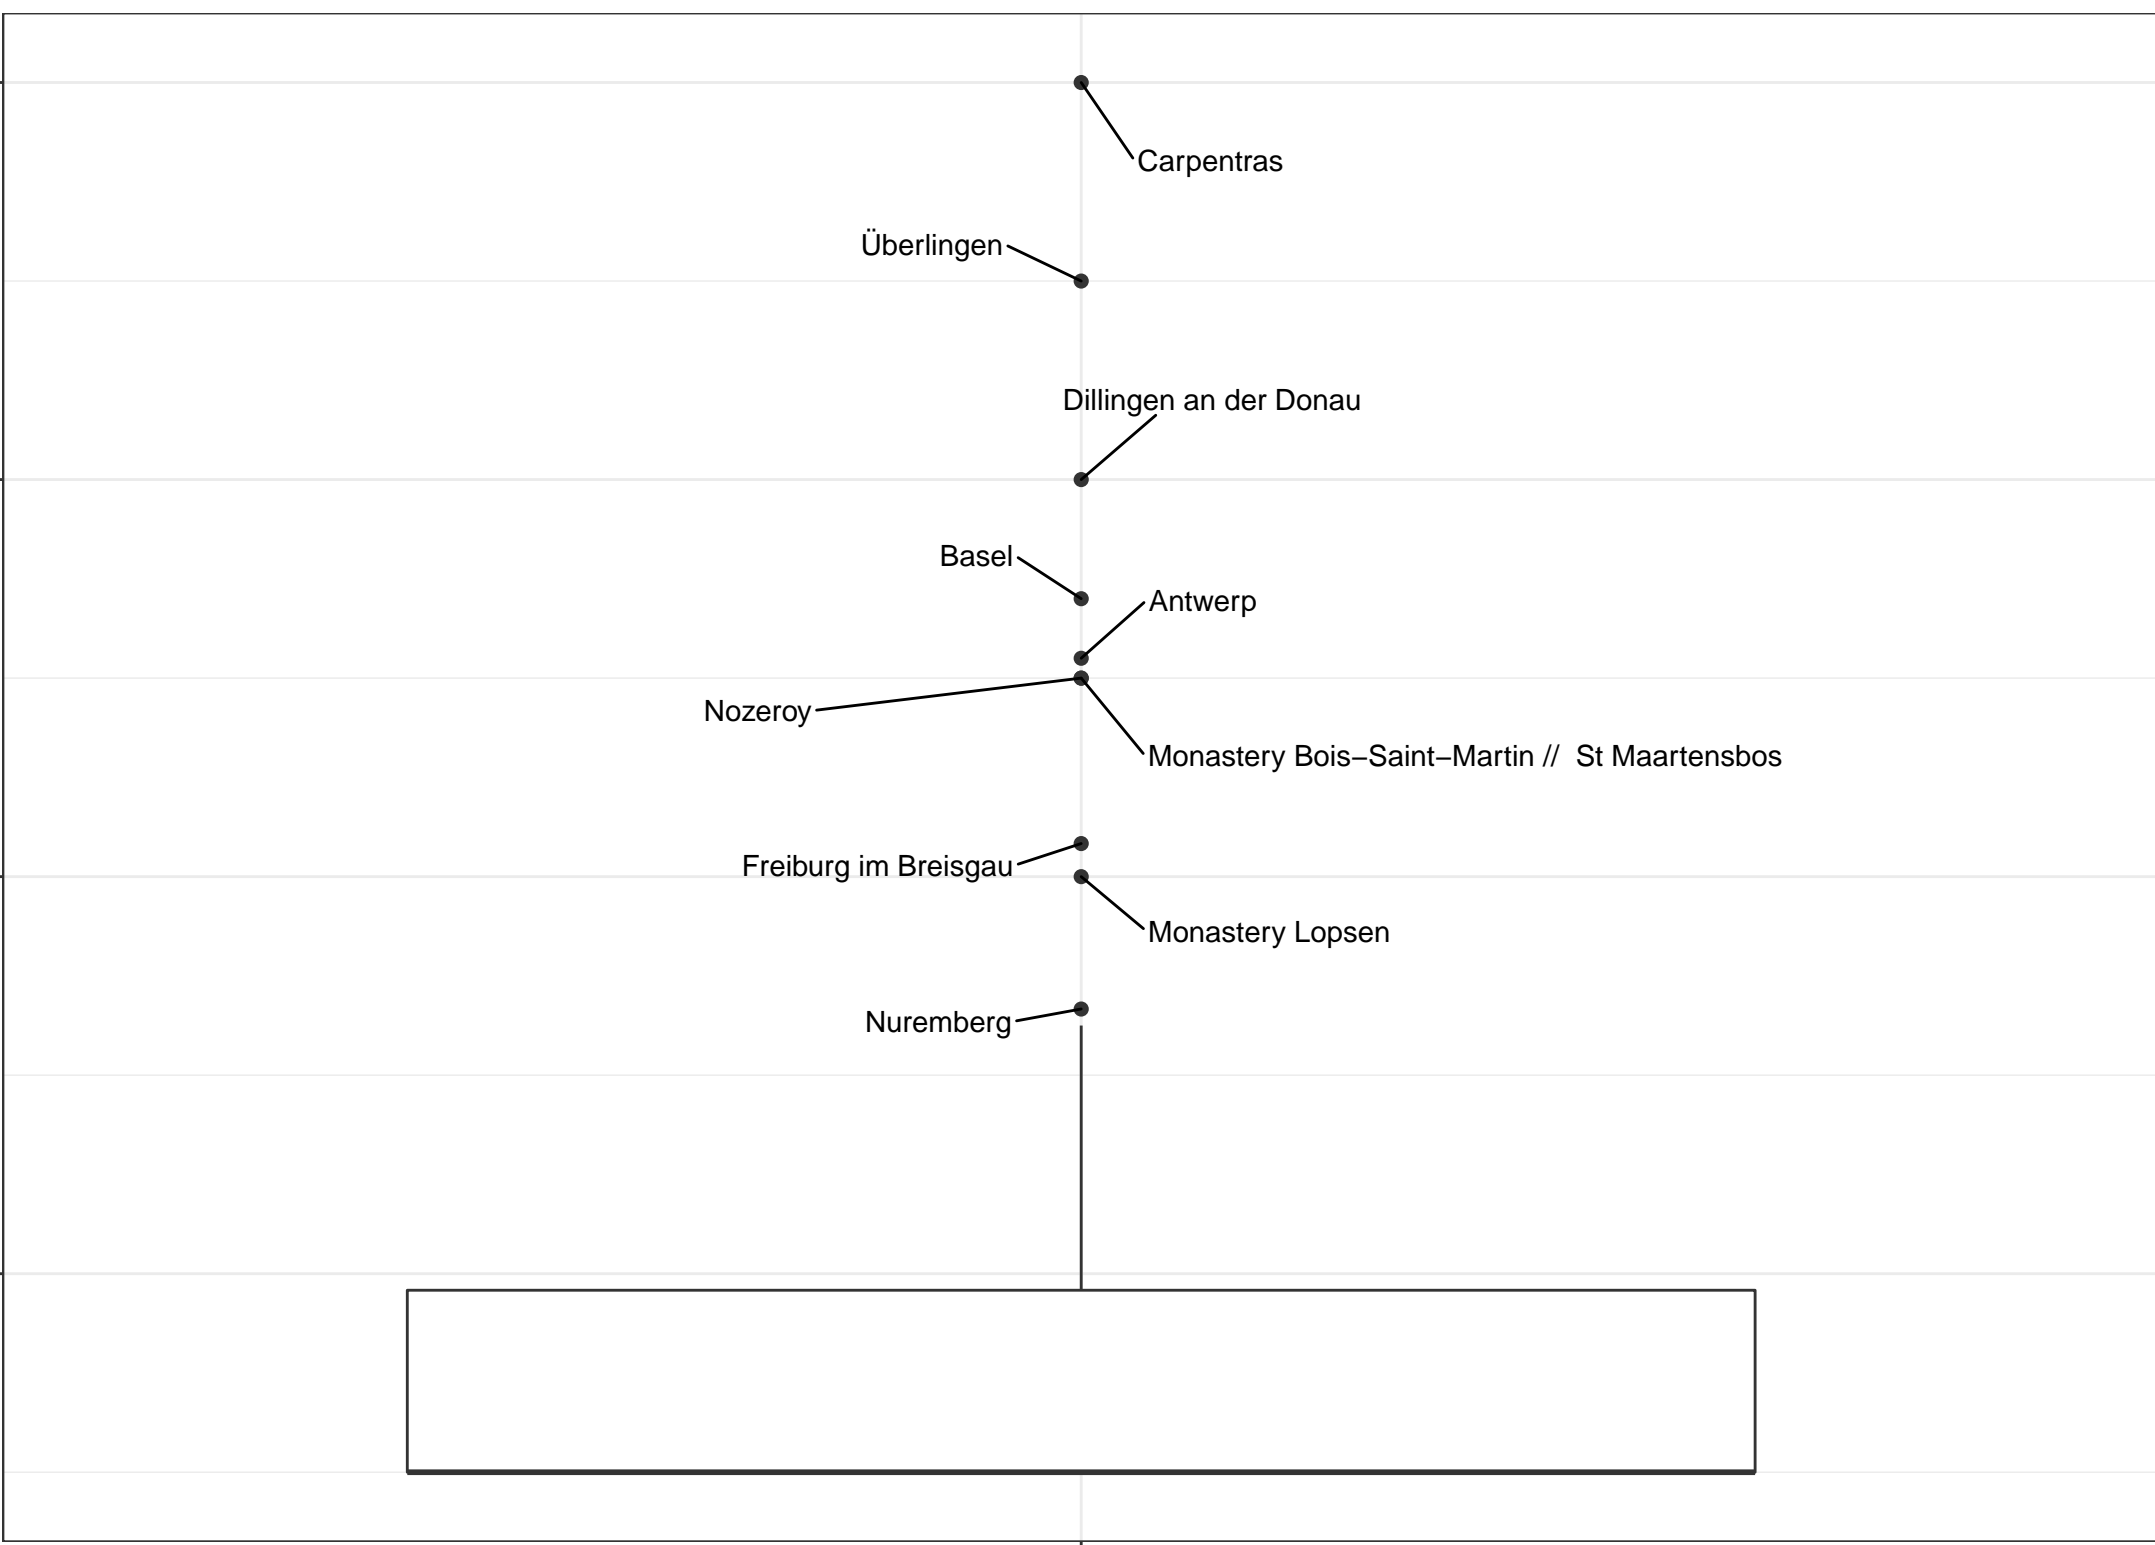 Carpentras
Überlingen
Dillingen an der Donau
Basel
Antwerp
Nozeroy
Monastery Bois−Saint−Martin //  St Maartensbos
Freiburg im Breisgau
Monastery Lopsen
Nuremberg